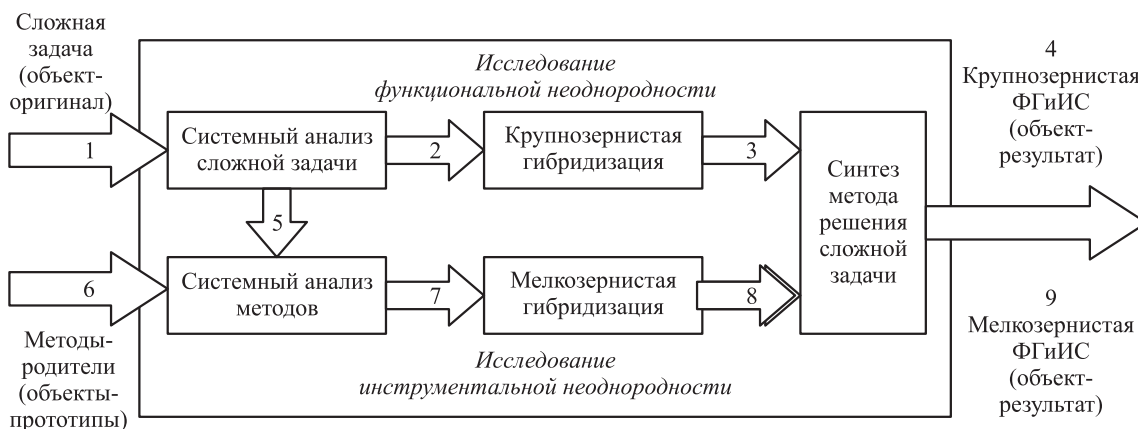 Сложная
задача
(объект-
оригинал)
1
Исследование
функциональной неоднородности
Системный анализ
сложной задачи
2
Крупнозернистая
гибридизация
3
5
6
Системный анализ
методов
7
Мелкозернистая
гибридизация
8
Синтез
метода
решения
сложной
задачи
Исследование
инструментальной неоднородности
Методы-
родители
(объекты-
прототипы)
4
Крупнозернистая
ФГиИС
(объект-
результат)
9
Мелкозернистая
ФГиИС
(объект-
результат)